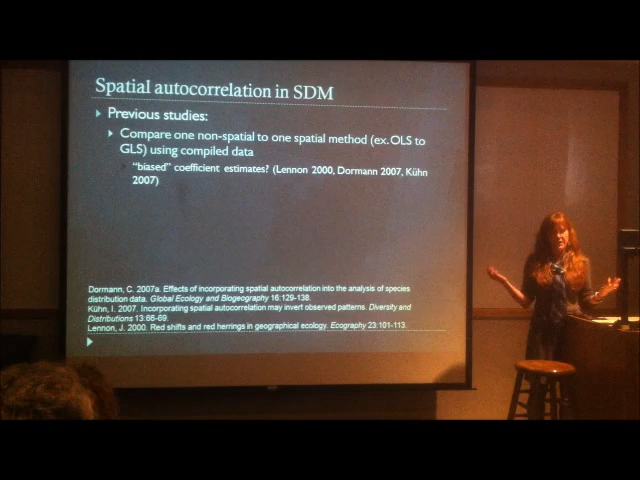 Spatial autocorrelation in SDM
Previous studies:
Compare one non-spatial to one spatial method (ex. OLS to
GLS) using compiled data
“biased” coefficient estimates? (Lennon 2000, Dormann 2007, Kühn
2007)
Dormann, C. 2007a. Effects of incorporating spatial autocorrelation into the analysis of species
distribution data. Global Ecology and Biogeography 16:129-138.
Kühn, I. 2007. Incorporating spatial autocorrelation may invert observed patterns. Diversity and
Distributions 13:66-69.
Lennon, J. 2000. Red shifts and red herrings in geographical ecology. Ecography 23:101-113.